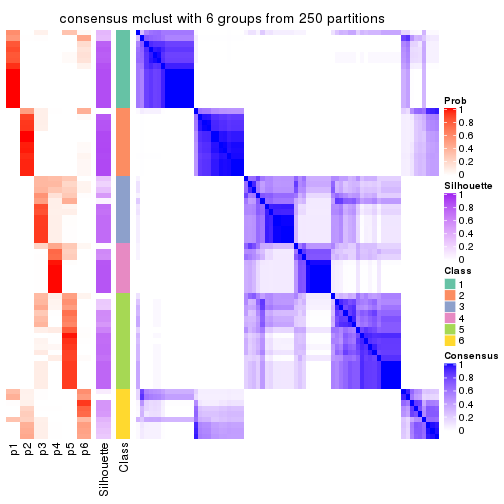 consensus mclust with 6 groups from 250 partitions
Prob
1
0.8
0.6
0.4
0.2
0
Silhouette
1
0.8
0.6
0.4
0.2
0
Class
1
2
3
4
5
6
Consensus
1
0.8
0.6
0.4
0.2
0
p1
p2
p3
p4
p5
p6
Silhouette
Class